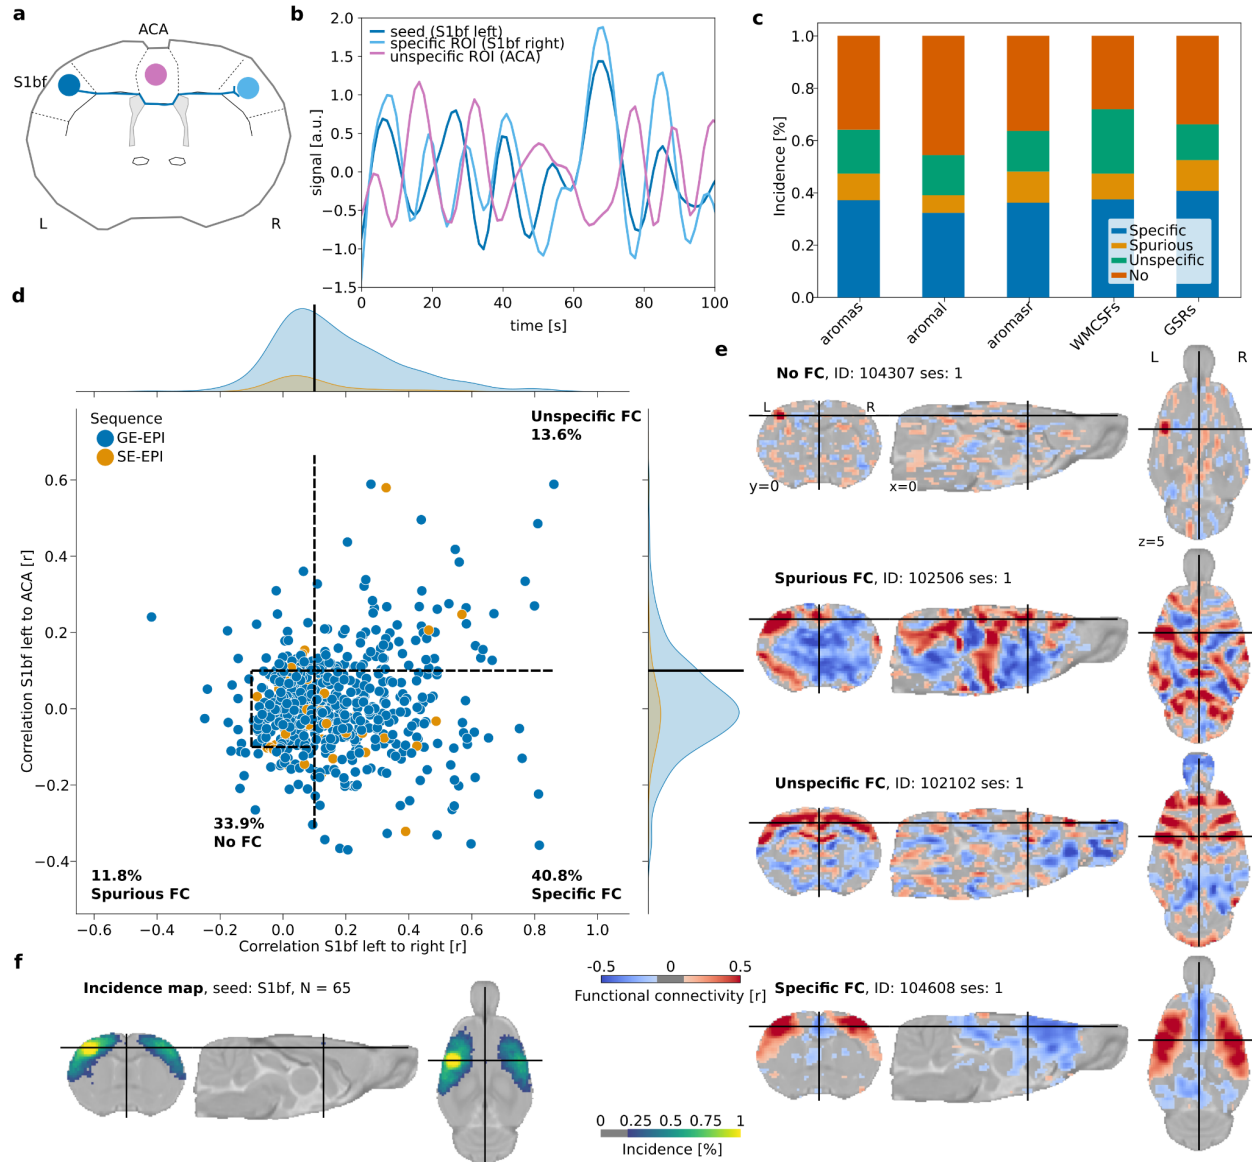 a
ACA
S1bf
L
R
b
2.0
1.5
1.0
0.5
0.0
−0.5
−1.0
−1.5
signal [a.u.]
seed (S1bf left)
specific ROI (S1bf right)
unspecific ROI (ACA)
0 20 40 60 80 100
time [s]
c
1.0
0.8
0.6
0.4
0.2
0.0
Incidence [%]
Specific
Spurious
Unspecific
No
aromas aromal aromasr WMCSFs GSRs
d
Sequence
GE-EPI
SE-EPI
Unspecific FC
13.6%
0.6
0.4
0.2
0.0
−0.2
−0.4
Correlation S1bf left to ACA [r]
33.9%
No FC
11.8%
Spurious FC
40.8%
Specific FC
−0.6 −0.4 −0.2 0.0 0.2 0.4 0.6 0.8 1.0
Correlation S1bf left to right [r]
e
No FC, ID: 104307 ses: 1
L R
L R
y=0
x=0
z=5
Spurious FC, ID: 102506 ses: 1
Unspecific FC, ID: 102102 ses: 1
Specific FC, ID: 104608 ses: 1
-0.5 0 0.5
Functional connectivity [r]
f
Incidence map, seed: S1bf, N = 65
0 0.25 0.5 0.75 1
Incidence [%]